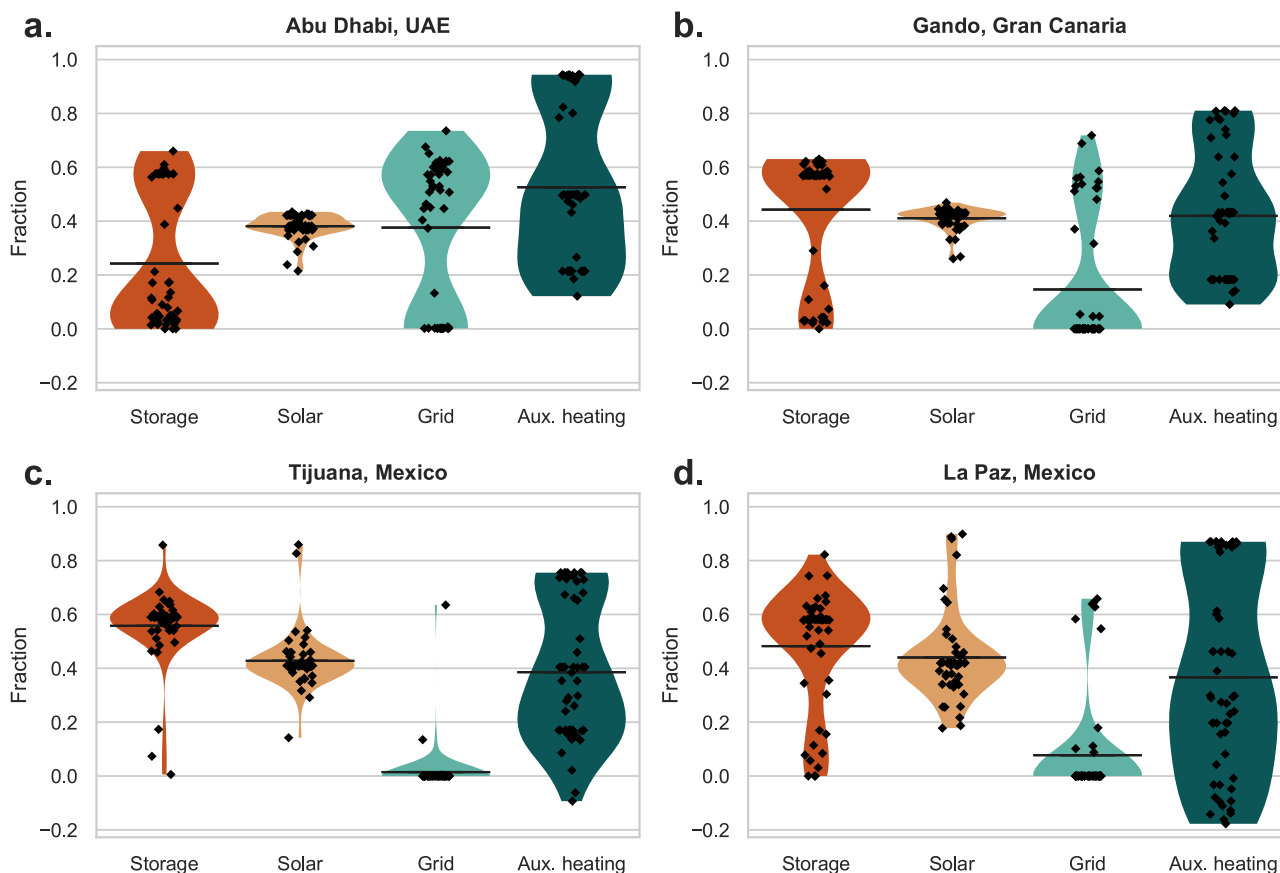 a.
Abu Dhabi, UAE
1.0
0.8
0.6
0.4
0.2
0.0
−0.2
Fraction
Storage Solar Grid Aux. heating
b.
Gando, Gran Canaria
1.0
0.8
0.6
0.4
0.2
0.0
−0.2
Fraction
Storage Solar Grid Aux. heating
c.
Tijuana, Mexico
1.0
0.8
0.6
0.4
0.2
0.0
−0.2
Fraction
Storage Solar Grid Aux. heating
d.
La Paz, Mexico
1.0
0.8
0.6
0.4
0.2
0.0
−0.2
Fraction
Storage Solar Grid Aux. heating